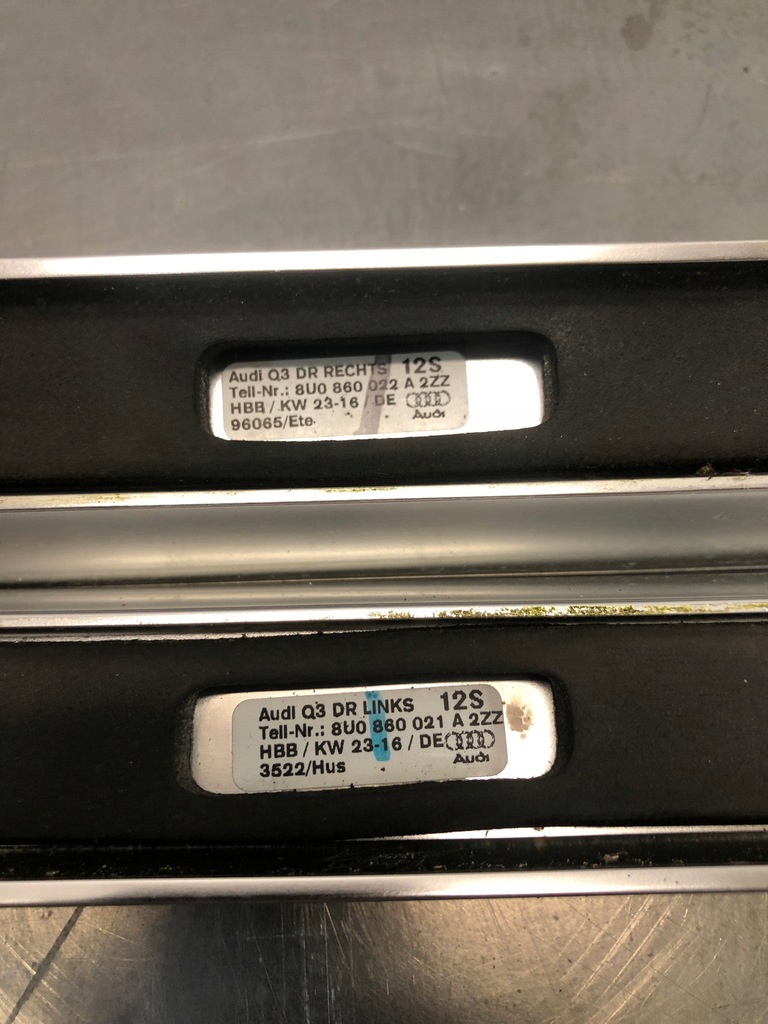 Audi Q3 DR RECHTS 12S
Teil-Nr.: 8U0 860 022 A 2ZZ
HBB / KW 23-16 / DE
Audi
96065/Ete
Audi Q3 DR LINKS 12S
Teil-Nr.: 8U0 860 021 A 2ZZ
HBB / KW 23-16 / DE
Audi
3522/Hus